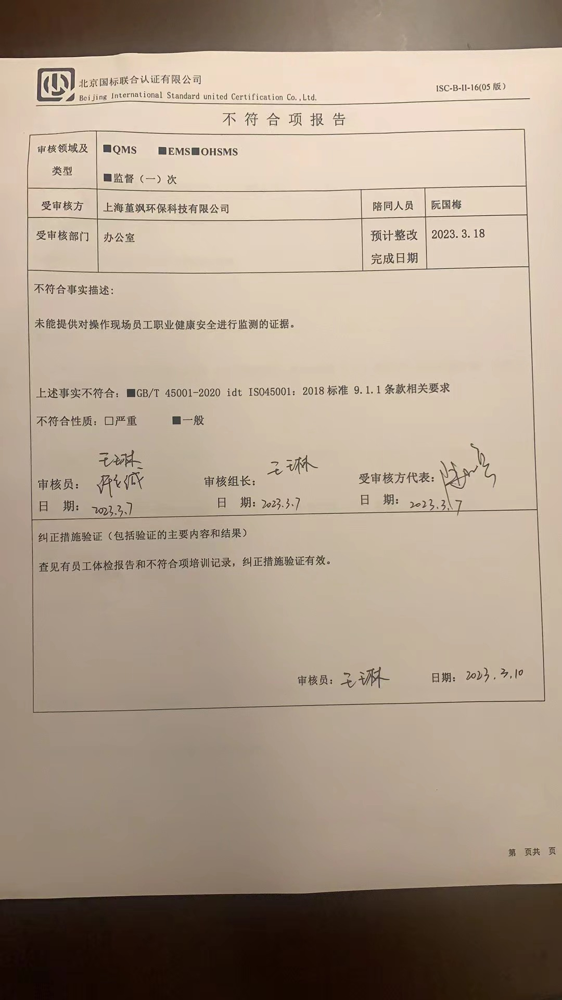 北京国标联合认证有限公司
Beijing International Standard united Certification Co.,Ltd.
ISC-B-II-16(05版)
不符合项报告
审核领域及类型
■QMS ■EMS■OHSMS
■监督（一）次
受审核方 上海堇飒环保科技有限公司 陪同人员 阮国梅
受审核部门 办公室 预计整改完成日期 2023.3.18
不符合事实描述:
未能提供对操作现场员工职业健康安全进行监测的证据。
上述事实不符合: ■GB/T 45001-2020 idt ISO45001: 2018标准 9.1.1条款相关要求
不符合性质: □严重 ■一般
王琳
审核员: 审核组长: 王琳 受审核方代表:
日 期: 2023.3.7 日 期: 2023.3.7 日 期: 2023.3.7
纠正措施验证（包括验证的主要内容和结果）
查见有员工体检报告和不符合项培训记录，纠正措施验证有效。
审核员: 王琳 日期: 2023.3.10
第 页共 页